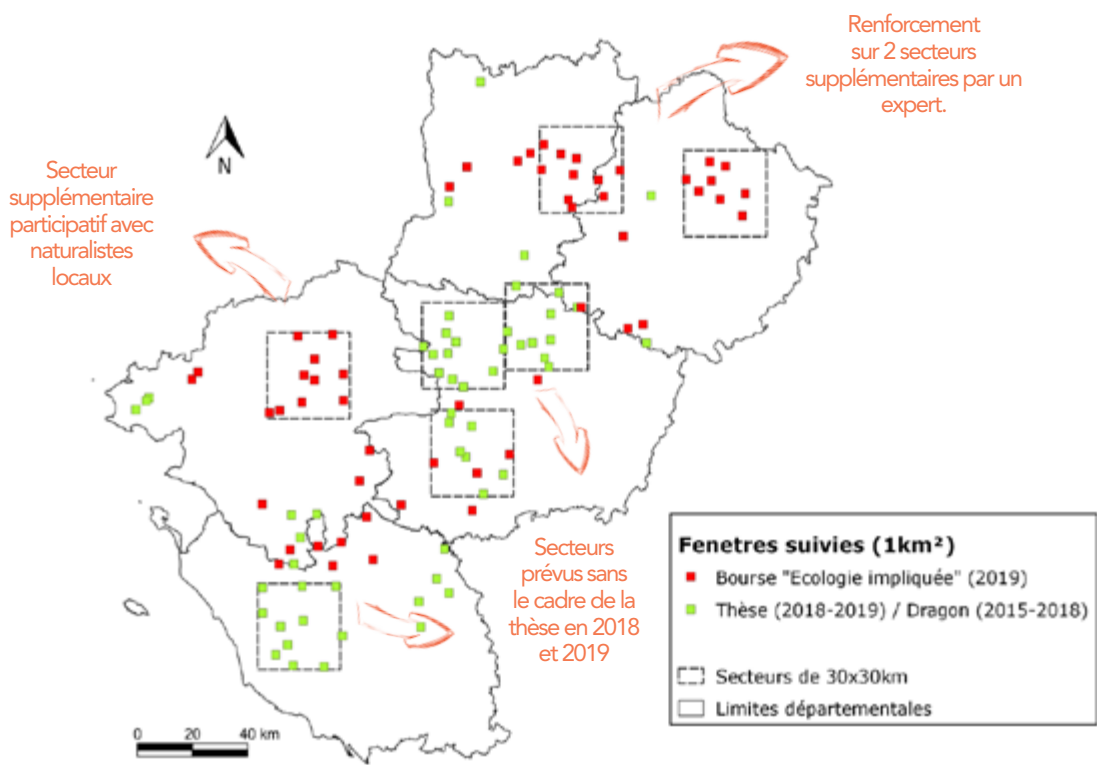 Renforcement
sur 2 secteurs
supplémentaires par un
expert.
N
Secteur
supplémentaire
participatif avec
naturalistes
locaux
Secteurs
prévus sans
le cadre de la
thèse en 2018
et 2019
Fenetres suivies (1km²)
Bourse "Ecologie impliquée" (2019)
Thèse (2018-2019) / Dragon (2015-2018)
Secteurs de 30x30km
Limites départementales
0 20 40 km